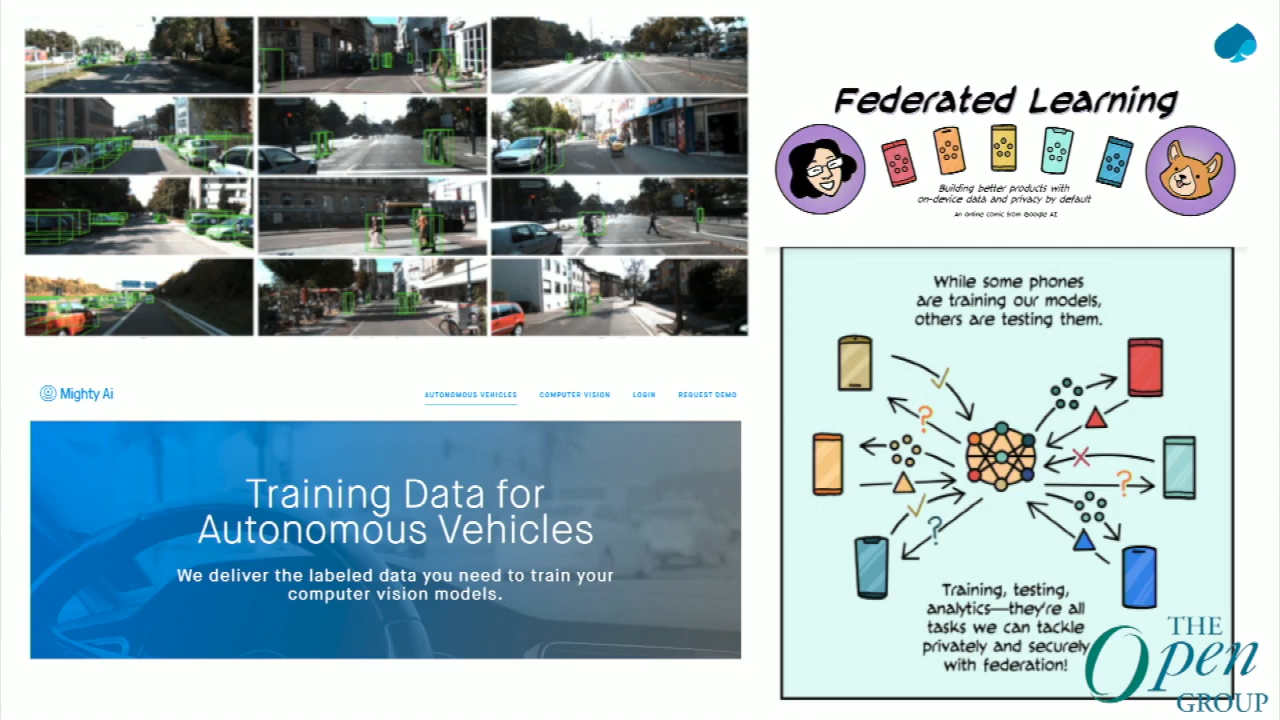 Federated Learning
Building better products with
on-device data and privacy by default
An online comic from Google AI
While some phones
are training our models,
others are testing them.
?
?
?
Training, testing,
analytics—they're all
tasks we can tackle
privately and securely
with federation!
Mighty Ai
AUTONOMOUS VEHICLES COMPUTER VISION LOGIN REQUEST DEMO
Training Data for
Autonomous Vehicles
We deliver the labeled data you need to train your
computer vision models.
THE
Open
GROUP